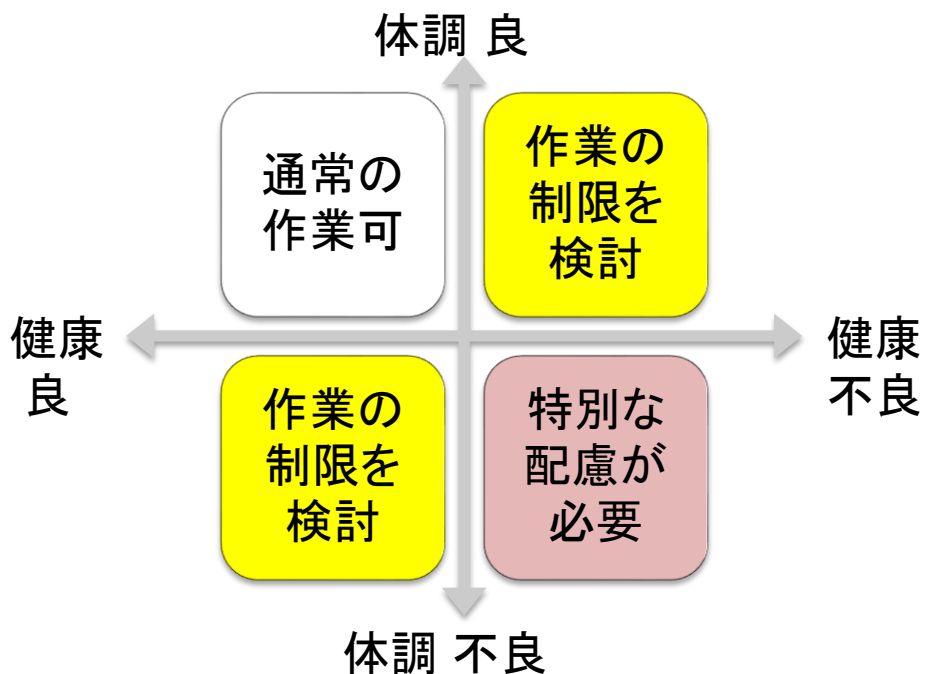 体調 良
通常の
作業可
作業の
制限を
検討
健康
良
健康
不良
作業の
制限を
検討
特別な
配慮が
必要
体調 不良